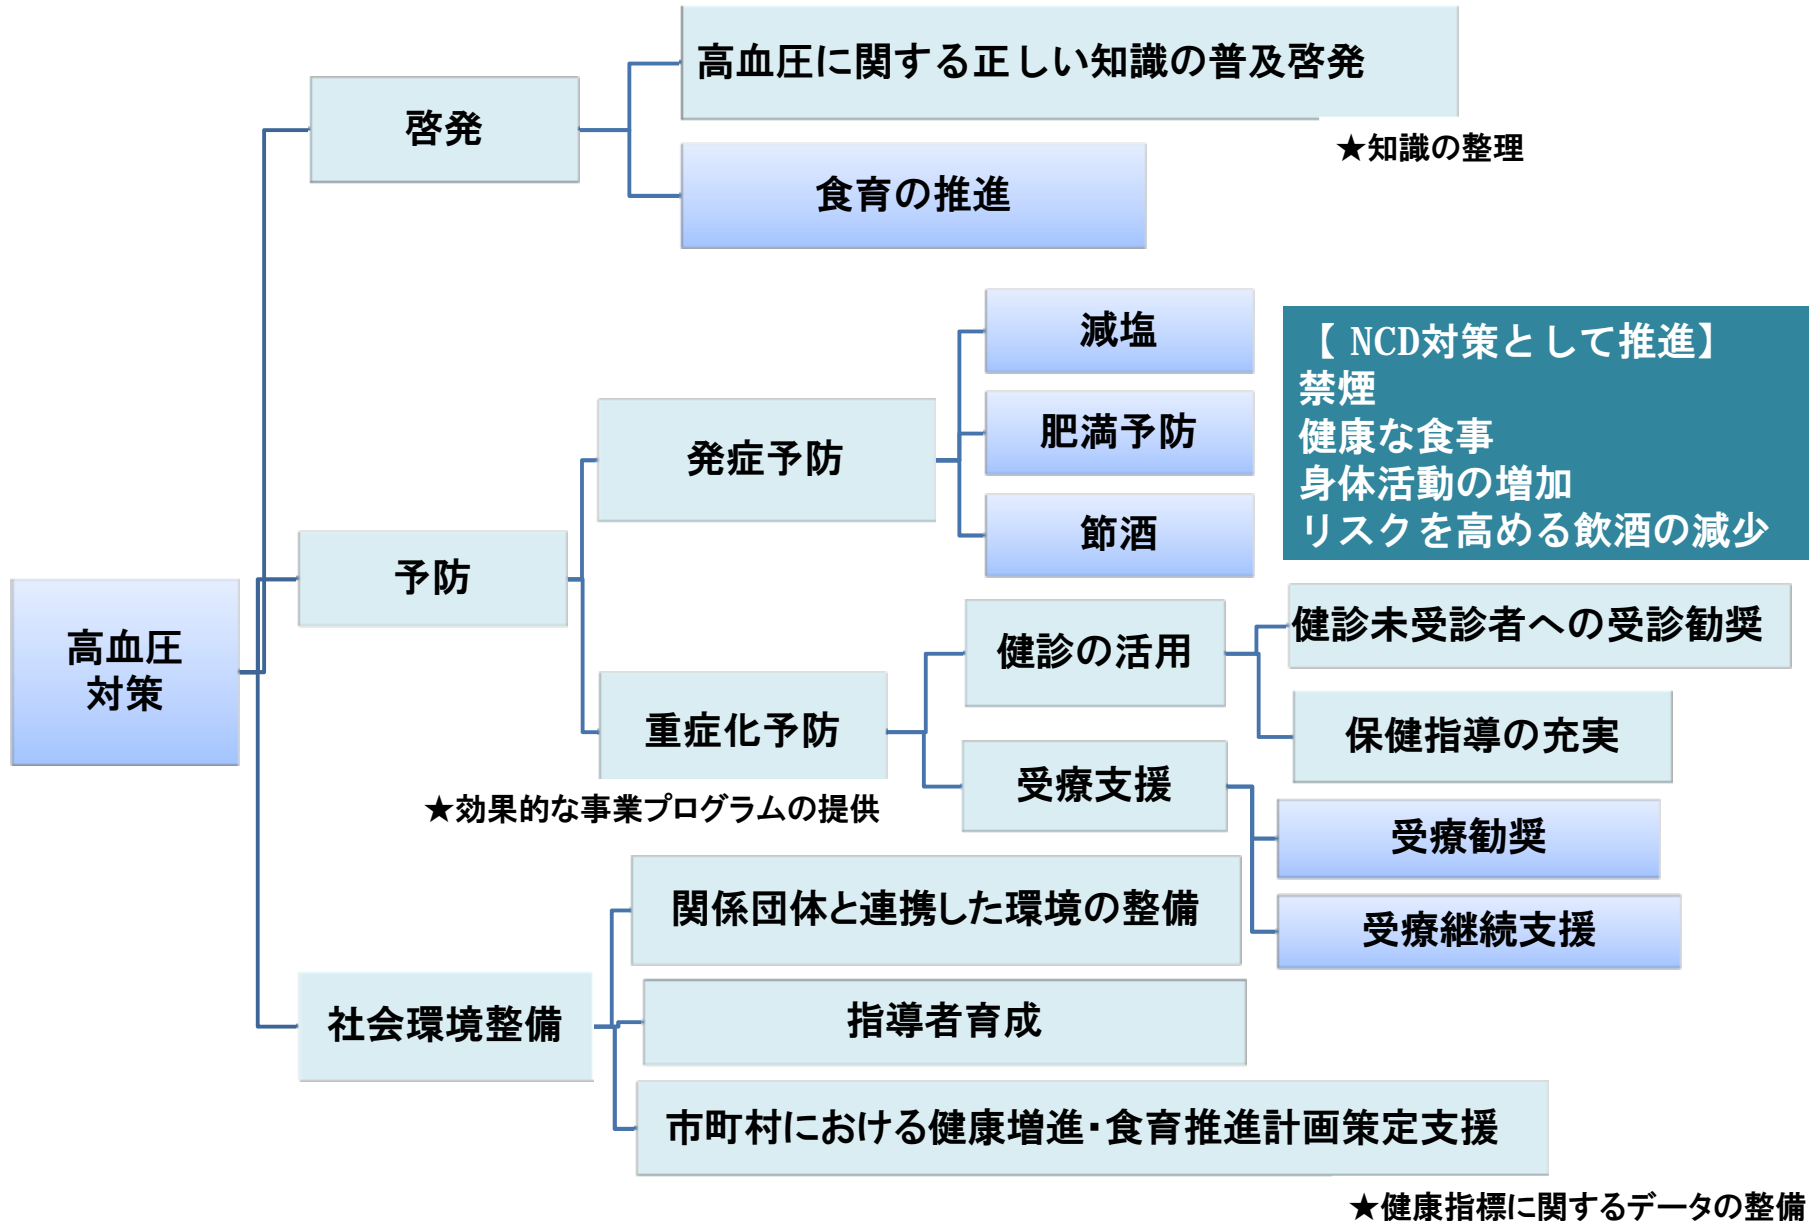 高血圧に関する正しい知識の普及啓発
啓発
★知識の整理
食育の推進
減塩
【 NCD対策として推進】
禁煙
健康な食事
身体活動の増加
リスクを高める飲酒の減少
肥満予防
発症予防
節酒
予防
高血圧
対策
健診の活用
健診未受診者への受診勧奨
重症化予防
保健指導の充実
受療支援
★効果的な事業プログラムの提供
受療勧奨
関係団体と連携した環境の整備
受療継続支援
社会環境整備
指導者育成
市町村における健康増進・食育推進計画策定支援
★健康指標に関するデータの整備